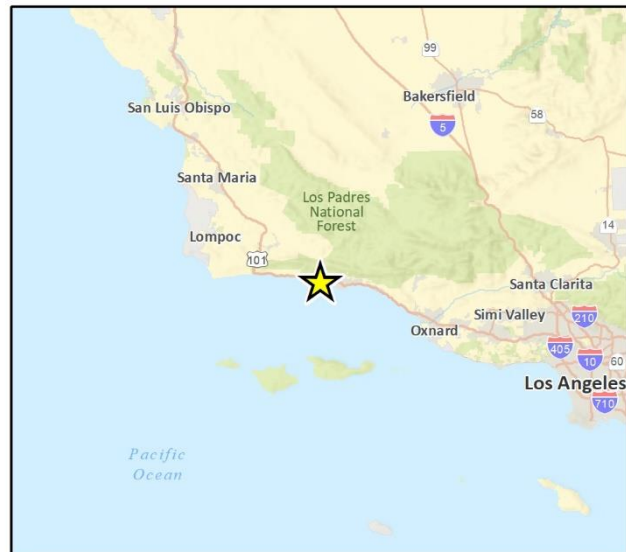 99
Bakersfield
San Luis Obispo
58
5
Santa Maria
Los Padres
National
Forest
14
Lompoc
101
Santa Clarita
Simi Valley
210
Oxnard
405
10
60
Los Angeles
710
Pacific
Ocean